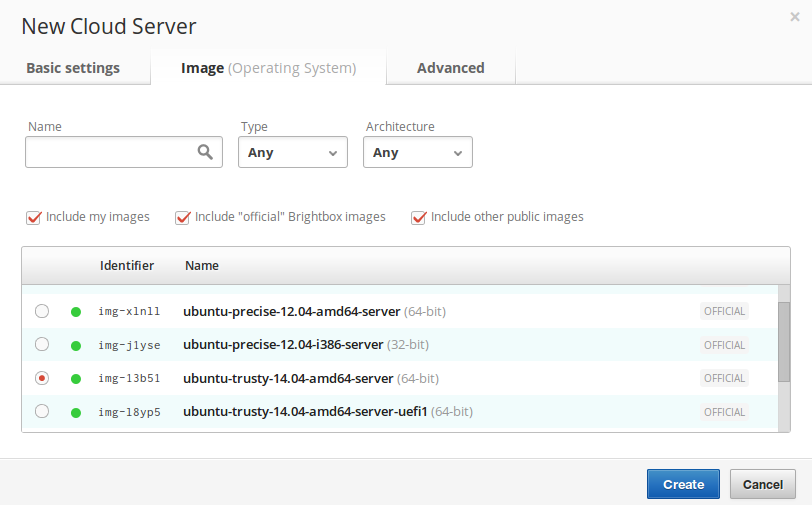 New Cloud Server
×
Basic settings
Image (Operating System)
Advanced
Name
Type
Architecture
Any
Any
Include my images
Include "official" Brightbox images
Include other public images
Identifier Name
img-xlnll ubuntu-precise-12.04-amd64-server (64-bit) OFFICIAL
img-j1yse ubuntu-precise-12.04-i386-server (32-bit) OFFICIAL
img-13b51 ubuntu-trusty-14.04-amd64-server (64-bit) OFFICIAL
img-l8yp5 ubuntu-trusty-14.04-amd64-server-uefi1 (64-bit) OFFICIAL
Create
Cancel